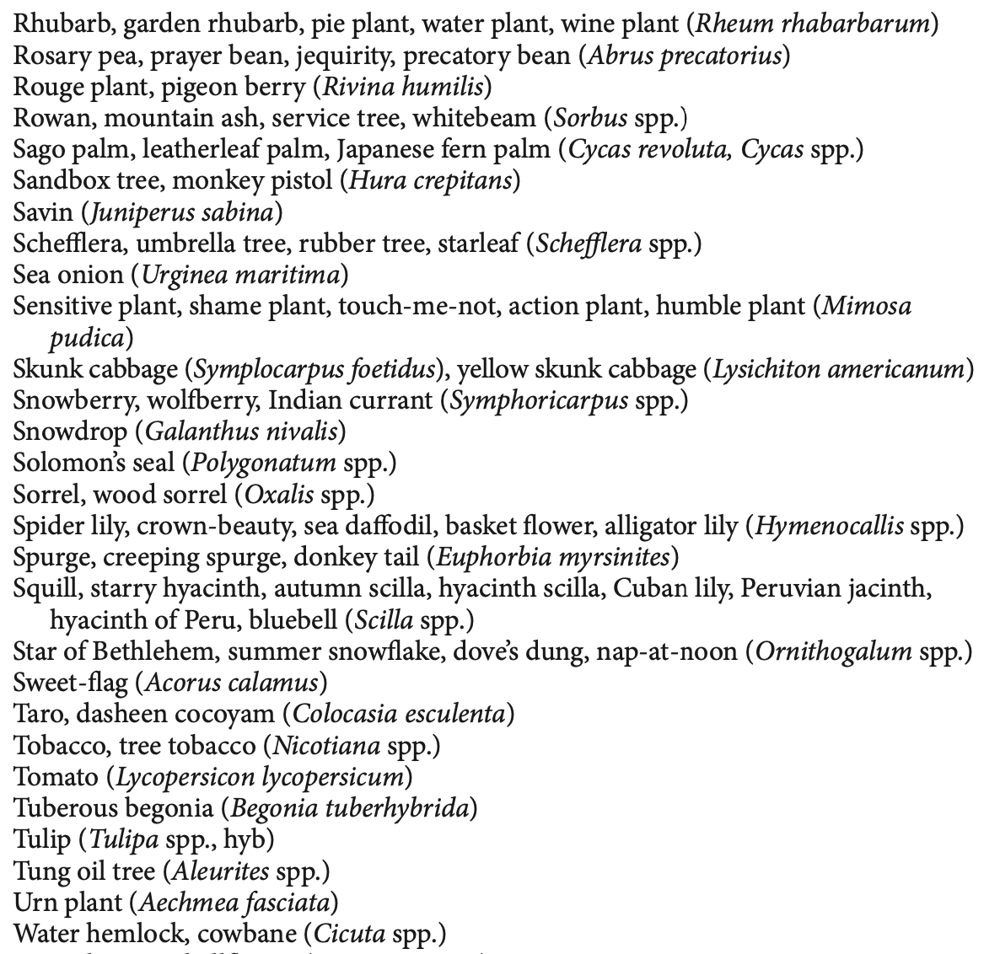 Rhubarb, garden rhubarb, pie plant, water plant, wine plant (Rheum rhabarbarum)
Rosary pea, prayer bean, jequirity, precatory bean (Abrus precatorius)
Rouge plant, pigeon berry (Rivina humilis)
Rowan, mountain ash, service tree, whitebeam (Sorbus spp.)
Sago palm, leatherleaf palm, Japanese fern palm (Cycas revoluta, Cycas spp.)
Sandbox tree, monkey pistol (Hura crepitans)
Savin (Juniperus sabina)
Schefflera, umbrella tree, rubber tree, starleaf (Schefflera spp.)
Sea onion (Urginea maritima)
Sensitive plant, shame plant, touch-me-not, action plant, humble plant (Mimosa
pudica)
Skunk cabbage (Symplocarpus foetidus), yellow skunk cabbage (Lysichiton americanum)
Snowberry, wolfberry, Indian currant (Symphoricarpus spp.)
Snowdrop (Galanthus nivalis)
Solomon’s seal (Polygonatum spp.)
Sorrel, wood sorrel (Oxalis spp.)
Spider lily, crown-beauty, sea daffodil, basket flower, alligator lily (Hymenocallis spp.)
Spurge, creeping spurge, donkey tail (Euphorbia myrsinites)
Squill, starry hyacinth, autumn scilla, hyacinth scilla, Cuban lily, Peruvian jacinth,
hyacinth of Peru, bluebell (Scilla spp.)
Star of Bethlehem, summer snowflake, dove’s dung, nap-at-noon (Ornithogalum spp.)
Sweet-flag (Acorus calamus)
Taro, dasheen cocoyam (Colocasia esculenta)
Tobacco, tree tobacco (Nicotiana spp.)
Tomato (Lycopersicon lycopersicum)
Tuberous begonia (Begonia tuberhybrida)
Tulip (Tulipa spp., hyb)
Tung oil tree (Aleurites spp.)
Urn plant (Aechmea fasciata)
Water hemlock, cowbane (Cicuta spp.)